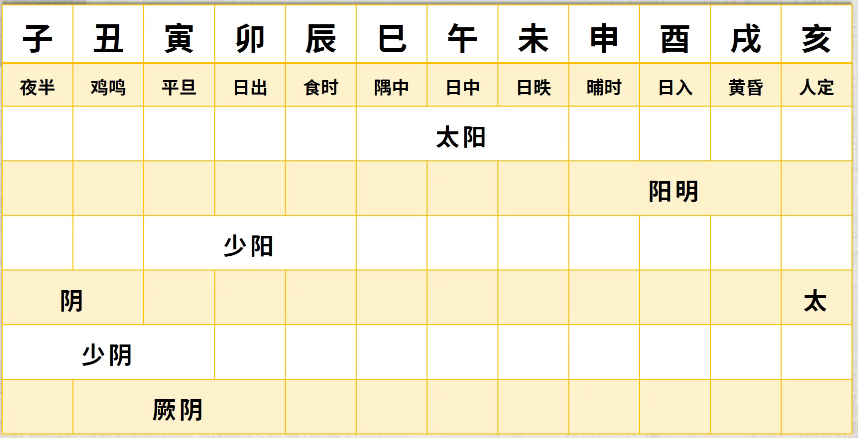 子 丑 寅 卯 辰 巳 午 未 申 酉 戌 亥
夜半 鸡鸣 平旦 日出 食时 隅中 日中 日昳 晡时 日入 黄昏 人定
太阳
阳明
少阳
阴 太
少阴
厥阴